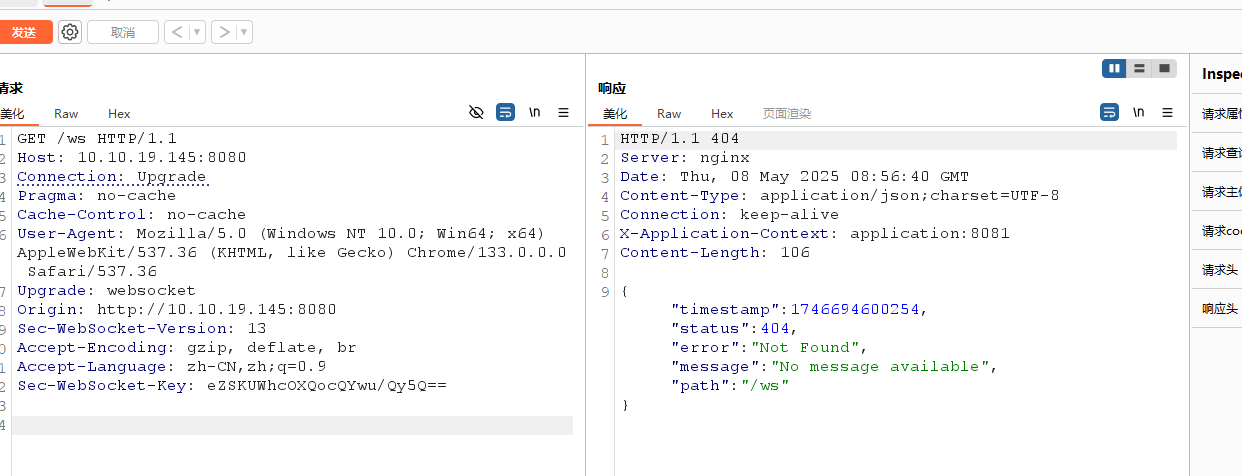 发送
取消
<
>
请求
美化
Raw
Hex
\n
1 GET /ws HTTP/1.1
2 Host: 10.10.19.145:8080
3 Connection: Upgrade
4 Pragma: no-cache
5 Cache-Control: no-cache
6 User-Agent: Mozilla/5.0 (Windows NT 10.0; Win64; x64)
AppleWebKit/537.36 (KHTML, like Gecko) Chrome/133.0.0.0
Safari/537.36
7 Upgrade: websocket
8 Origin: http://10.10.19.145:8080
9 Sec-WebSocket-Version: 13
0 Accept-Encoding: gzip, deflate, br
1 Accept-Language: zh-CN,zh;q=0.9
2 Sec-WebSocket-Key: eZSKUWhcOXQocQYwu/Qy5Q==
3
4
响应
美化
Raw
Hex
页面渲染
\n
1 HTTP/1.1 404
2 Server: nginx
3 Date: Thu, 08 May 2025 08:56:40 GMT
4 Content-Type: application/json;charset=UTF-8
5 Connection: keep-alive
6 X-Application-Context: application:8081
7 Content-Length: 106
8
9 {
"timestamp":1746694600254,
"status":404,
"error":"Not Found",
"message":"No message available",
"path":"/ws"
}
Inspe
请求属
请求查
请求主
请求coo
请求头
响应头